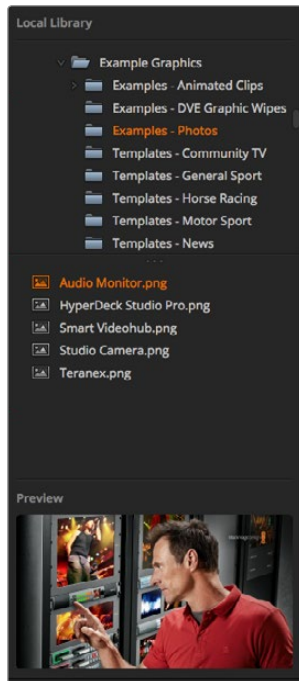 Local Library
Example Graphics
Examples - Animated Clips
Examples - DVE Graphic Wipes
Examples - Photos
Templates - Community TV
Templates - General Sport
Templates - Horse Racing
Templates - Motor Sport
Templates - News
Audio Monitor.png
HyperDeck Studio Pro.png
Smart Videohub.png
Studio Camera.png
Teranex.png
Preview